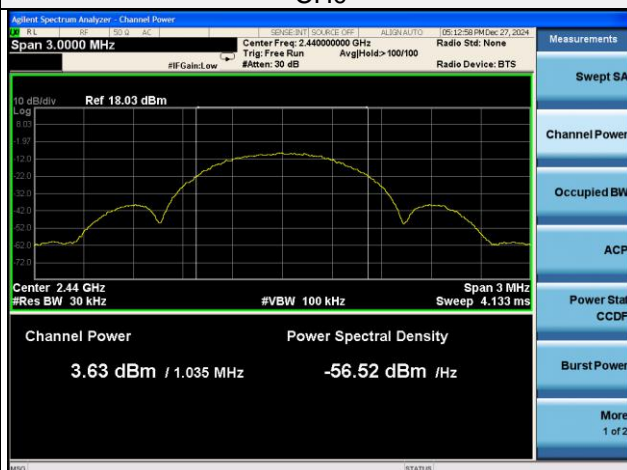 Agilent Spectrum Analyzer - Channel Power
RL RF 50 Ω AC SENSE:INT SOURCE OFF ALIGN AUTO 05:12:58 PM Dec 27, 2024
Span 3.0000 MHz
Center Freq: 2.440000000 GHz
Radio Std: None
Trig: Free Run Avg|Hold:>100/100
#IFGain:Low #Atten: 30 dB Radio Device: BTS
Measurements
Swept SA
Channel Power
Occupied BW
ACP
Power Stat
CCDF
Burst Power
More
1 of 2
10 dB/div Ref 18.03 dBm
Log
8.03
-1.97
-12.0
-22.0
-32.0
-42.0
-52.0
-62.0
-72.0
Center 2.44 GHz Span 3 MHz
#Res BW 30 kHz #VBW 100 kHz Sweep 4.133 ms
Channel Power Power Spectral Density
3.63 dBm / 1.035 MHz -56.52 dBm /Hz
MSG STATUS